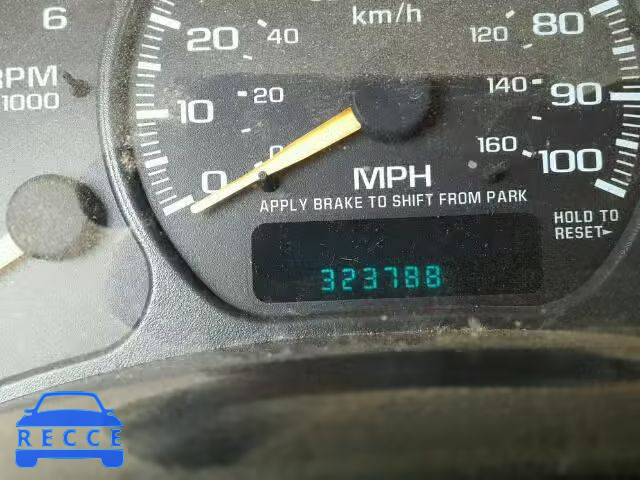 6
RPM
1000
km/h
20
40
10
20
0
0
120
80
140
90
160
100
MPH
APPLY BRAKE TO SHIFT FROM PARK
HOLD TO
RESET
323788
RECCE